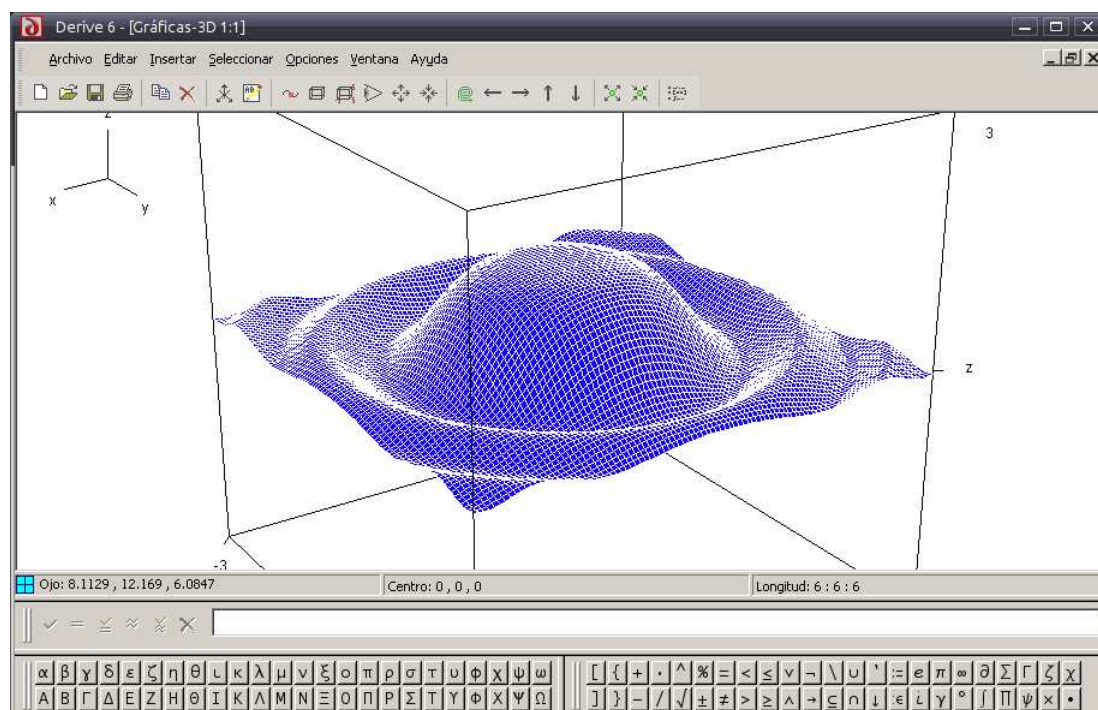 Derive 6 - [Gráficas-3D 1:1]
Archivo Editar Insertar Seleccionar Opciones Ventana Ayuda
z
x
y
3
z
-3
Ojo: 8.1129 , 12.169 , 6.0847
Centro: 0 , 0 , 0
Longitud: 6 : 6 : 6
α β γ δ ε ζ η θ ι κ λ μ ν ξ ο π ρ σ τ υ φ χ ψ ω
[ { + · ^ % = < ≤ ∨ ¬ \ ∪ ' := e π ∞ ∂ ∑ Γ ζ χ
Α Β Γ Δ Ε Ζ Η Θ Ι Κ Λ Μ Ν Ξ Ο Π Ρ Σ Τ Υ Φ Χ Ψ Ω
] } − / √ ± ≠ > ≥ ∧ → ⊆ ∩ ↓ :∈ i γ ° ∫ ∏ ψ × •